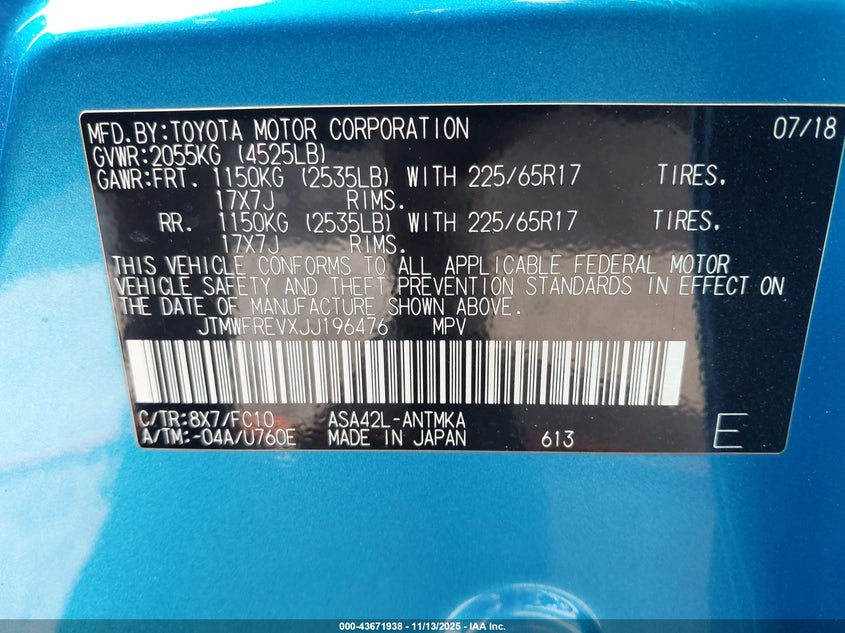 MFD.BY:TOYOTA MOTOR CORPORATION 07/18
GVWR:2055KG (4525LB)
GAWR:FRT. 1150KG (2535LB) WITH 225/65R17 TIRES.
17X7J RIMS.
RR. 1150KG (2535LB) WITH 225/65R17 TIRES.
17X7J RIMS.
THIS VEHICLE CONFORMS TO ALL APPLICABLE FEDERAL MOTOR
VEHICLE SAFETY AND THEFT PREVENTION STANDARDS IN EFFECT ON
THE DATE OF MANUFACTURE SHOWN ABOVE.
JTMWFREVXJJ196476 MPV
C/TR:8X7/FC10 ASA42L-ANTMKA
A/TM:-04A/U760E MADE IN JAPAN 613 E
000-43671938 - 11/13/2025 - IAA Inc.